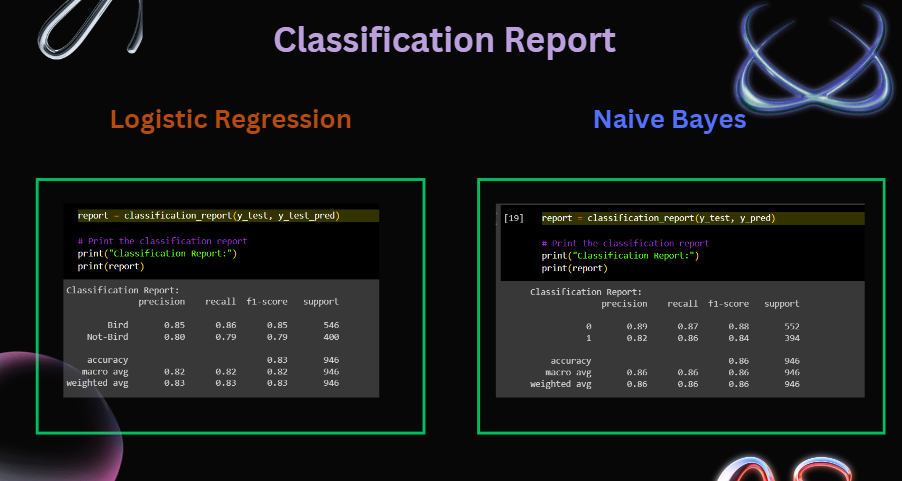 Classification Report
Logistic Regression
report = classification_report(y_test, y_test_pred)
# Print the classification report
print("Classification Report:")
print(report)
Classification Report:
precision recall f1-score support
Bird 0.85 0.86 0.85 546
Not-Bird 0.80 0.79 0.79 400
accuracy 0.83 946
macro avg 0.82 0.82 0.82 946
weighted avg 0.83 0.83 0.83 946
Naive Bayes
[19] report = classification_report(y_test, y_pred)
# Print the classification report
print("Classification Report:")
print(report)
Classification Report:
precision recall f1-score support
0 0.89 0.87 0.88 552
1 0.82 0.86 0.84 394
accuracy 0.86 946
macro avg 0.86 0.86 0.86 946
weighted avg 0.86 0.86 0.86 946